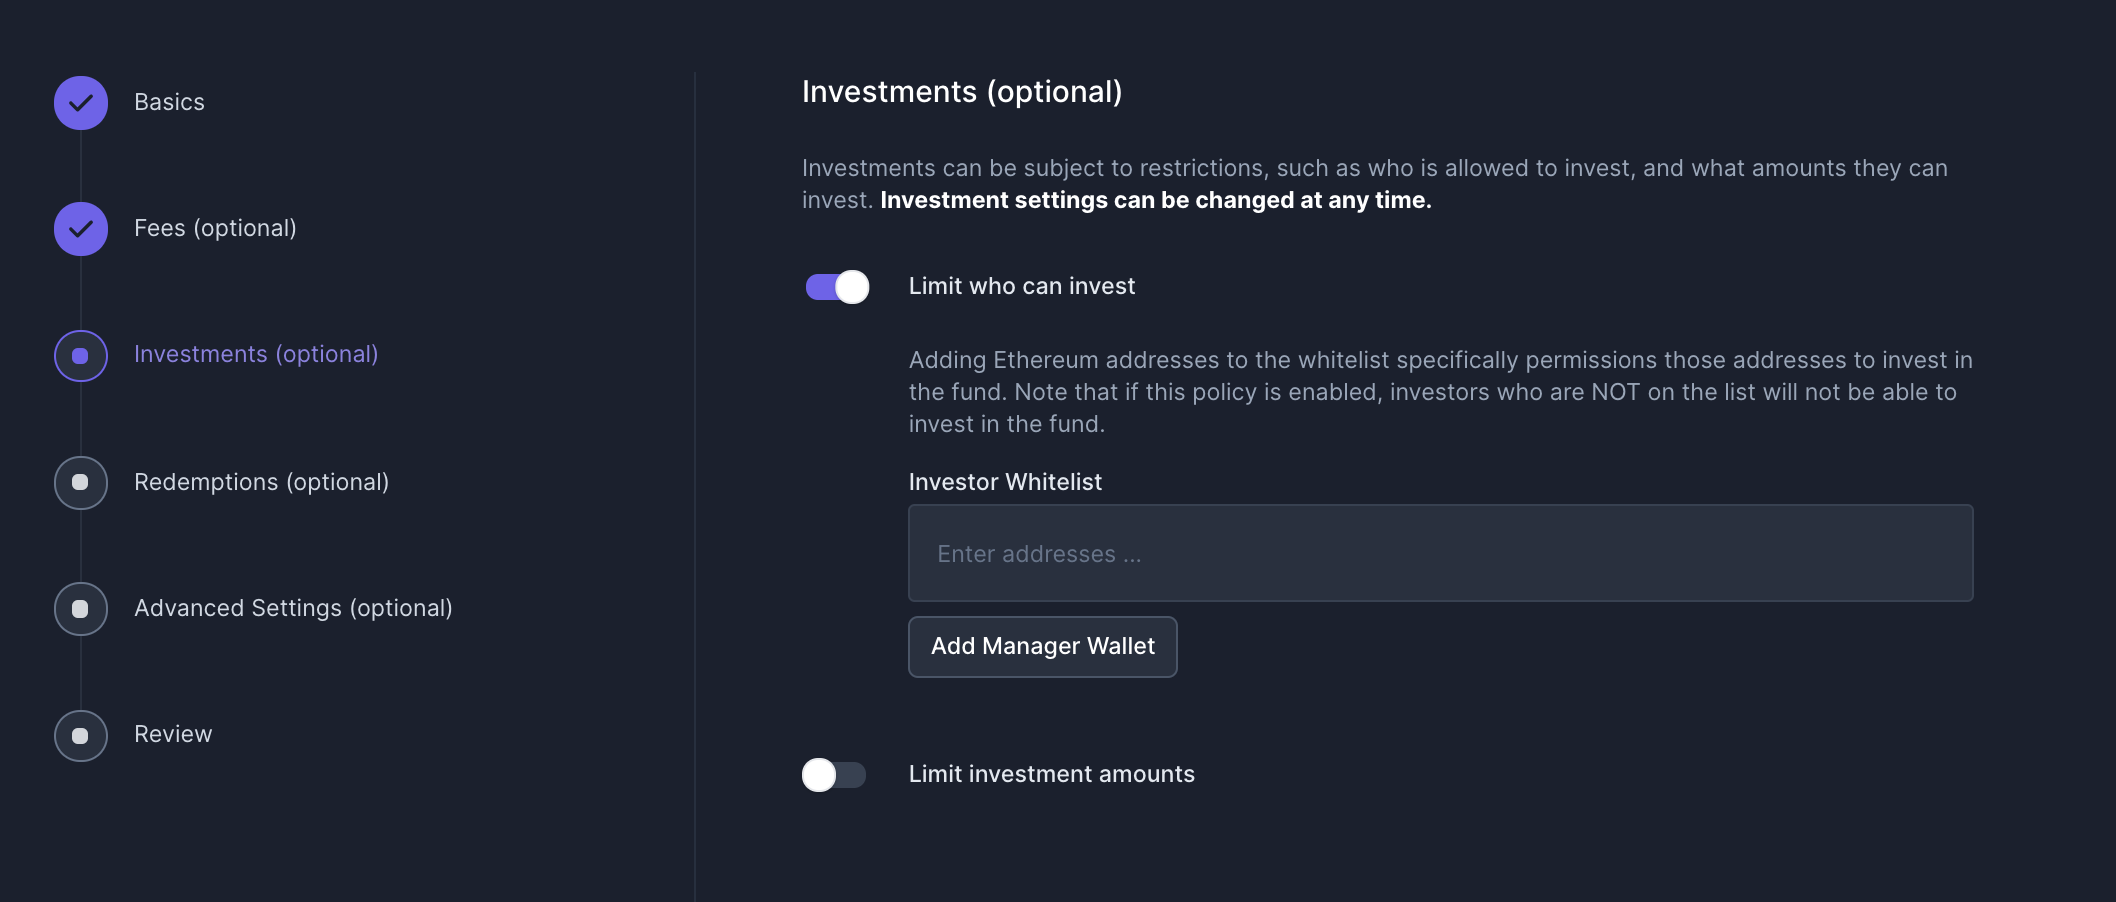 Basics
Fees (optional)
Investments (optional)
Redemptions (optional)
Advanced Settings (optional)
Review
Investments (optional)
Investments can be subject to restrictions, such as who is allowed to invest, and what amounts they can
invest. Investment settings can be changed at any time.
Limit who can invest
Adding Ethereum addresses to the whitelist specifically permissions those addresses to invest in
the fund. Note that if this policy is enabled, investors who are NOT on the list will not be able to
invest in the fund.
Investor Whitelist
Enter addresses ...
Add Manager Wallet
Limit investment amounts